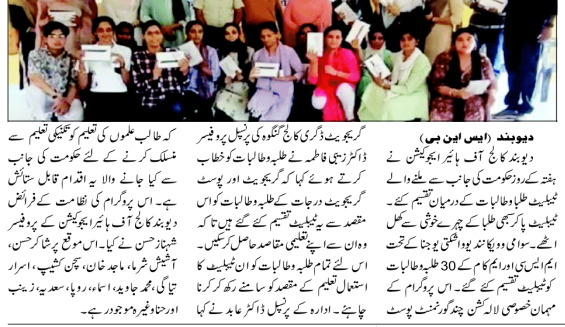 دیوبند (ایس این بی)
دیوبند کالج آف ہائیر ایجوکیشن نے
ہفتہ کے روز حکومت کی جانب سے ملنے والے
ٹیبلیٹ طلبا و طالبات کے درمیان تقسیم کئے۔
ٹیبلیٹ پاکر بھی طلبا کے چہرے خوشی سے کھل
اٹھے۔ سوامی وویکا نند یووا شکتی یوجنا کے تحت
ایم ایس سی اور ایم کام کے 30 طلبہ و طالبات
کو ٹیبلیٹ تقسیم کئے گئے۔ اس پروگرام کے
مہمان خصوصی لالہ کشن چند گورنمنٹ پوسٹ
گریجویٹ ڈگری کالج گنگوہ کی پرنسپل پروفیسر
ڈاکٹر زیبی فاطمہ نے طلبہ و طالبات کو خطاب
کرتے ہوئے کہا کہ گریجویٹ اور پوسٹ
گریجویٹ درجات کے طلبہ و طالبات کو اس
مقصد سے یہ ٹیبلیٹ تقسیم کئے گئے ہیں تا کہ
وہ ان سے اپنے تعلیمی مقاصد حاصل کرسکیں۔
اس لئے تمام طلبہ و طالبات کو ان ٹیبلیٹ کا
استعمال تعلیم کے مقصد کو سامنے رکھ کر کرنا
چاہئے۔ ادارہ کے پرنسپل ڈاکٹر عابد نے کہا
کہ طالب علموں کی تعلیم کو تکنیکی تعلیم سے
منسلک کرنے کے لئے حکومت کی جانب
سے کیا جانے والا یہ اقدام قابل ستائش
ہے۔ اس پروگرام کی نظامت کے فرائض
دیوبند کالج آف ہائیر ایجوکیشن کے پروفیسر
شہناز حسن نے کیا۔ اس موقع پر شاکر حسن،
آشیش شرما، ماجد خان، سچن کشیپ، اسرار
تیاگی، محمد جاوید، اسماء، روپا، سعدیہ، زینب
اور حنا وغیرہ موجود رہے۔